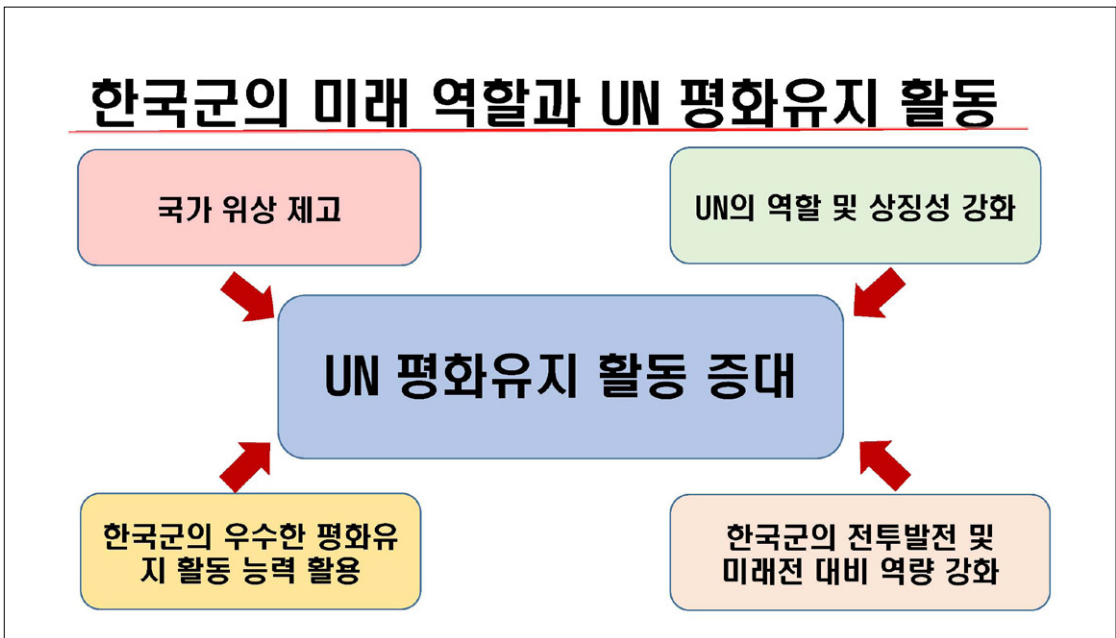 한국군의 미래 역할과 UN 평화유지 활동
국가 위상 제고
UN의 역할 및 상징성 강화
UN 평화유지 활동 증대
한국군의 우수한 평화유
지 활동 능력 활용
한국군의 전투발전 및
미래전 대비 역량 강화